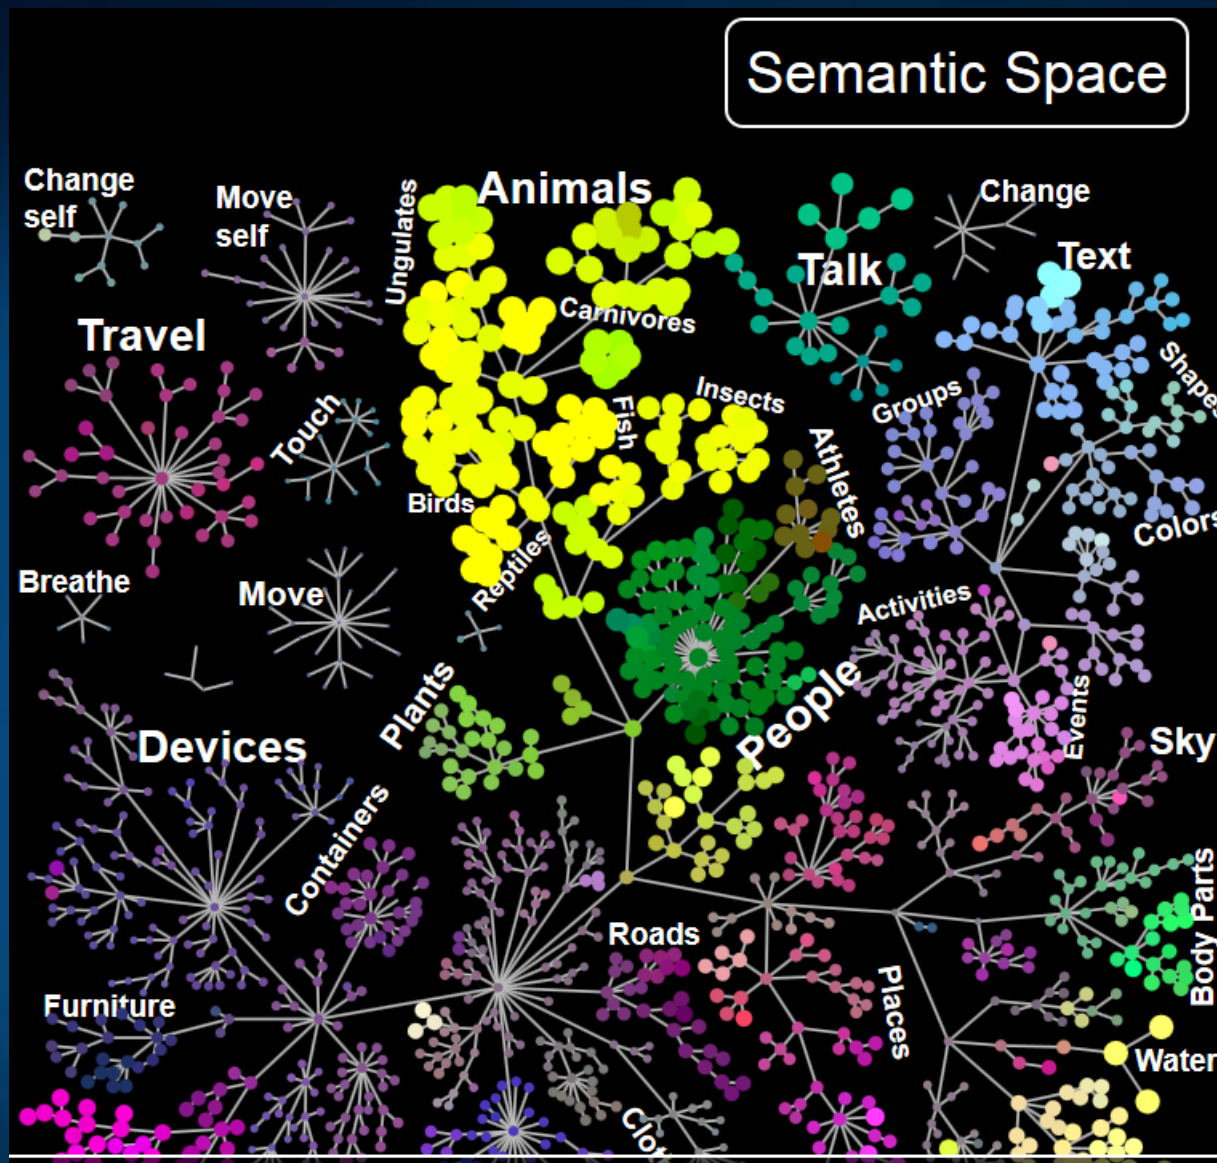 Semantic Space
Change
self
Move
self
Ungulates
Animals
Carnivores
Talk
Change
Text
Shapes
Travel
Touch
Fish
Insects
Athletes
Groups
Colors
Birds
Reptiles
Breathe
Move
Activities
Plants
People
Events
Sky
Devices
Containers
Roads
Places
Body Parts
Furniture
Water
Clot